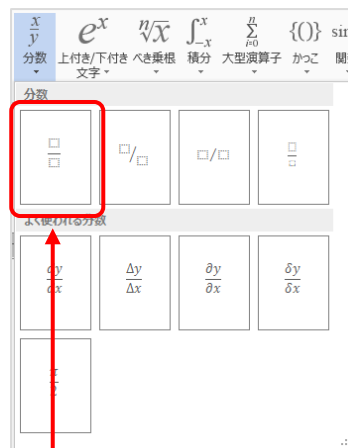 x/y e^x ⁿ√x ∫₋ₓˣ Σ_{i=0}^{n} {()} sin
分数 上付き/下付き べき乗根 積分 大型演算子 かっこ 関
文字
分数
よく使われる分数
dy/dx Δy/Δx ∂y/∂x δy/δx